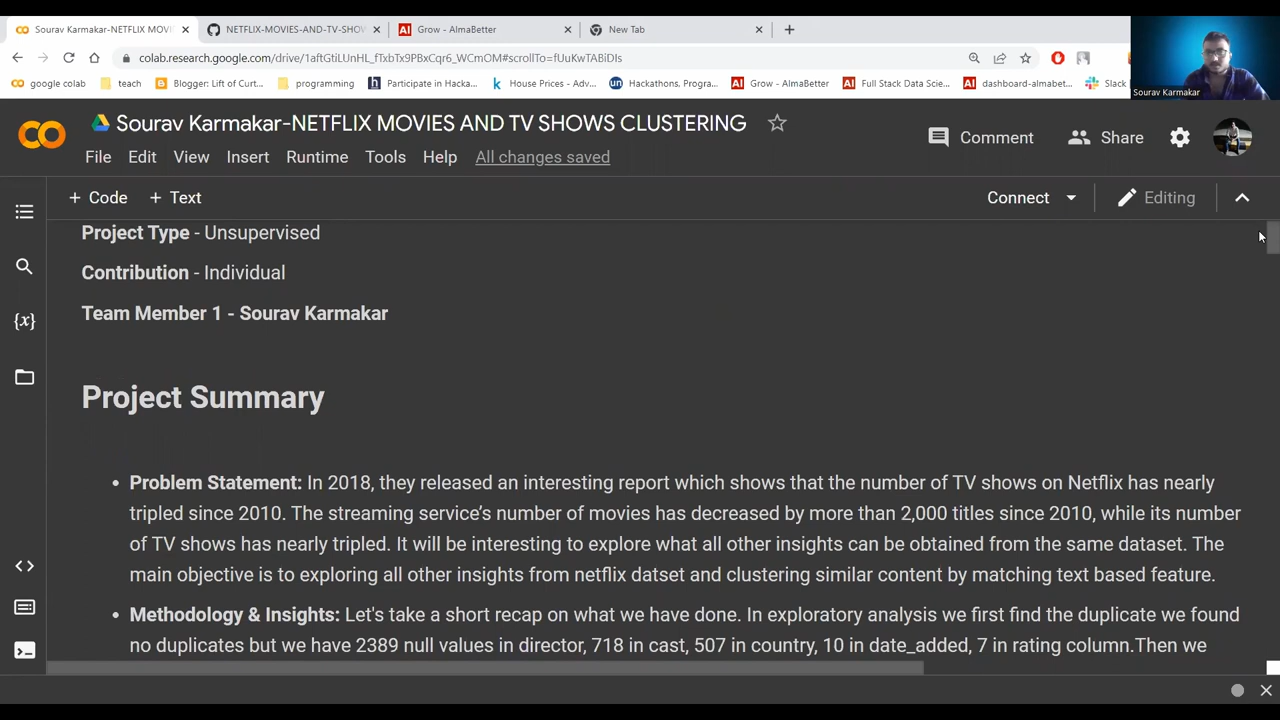 Sourav Karmakar-NETFLIX MOVI
NETFLIX-MOVIES-AND-TV-SHOW
Grow - AlmaBetter
New Tab
colab.research.google.com/drive/1aftGtiLUnHL_fTxbTx9PBxCqr6_WCmOM#scrollTo=fUuKwTABiDIs
google colab
teach
Blogger: Lift of Curt...
programming
Participate in Hacka...
House Prices - Adv...
Hackathons, Progra...
Grow - AlmaBetter
Full Stack Data Scie...
dashboard-almabet...
Slack
Sourav Karmakar
Sourav Karmakar-NETFLIX MOVIES AND TV SHOWS CLUSTERING
Comment
Share
File Edit View Insert Runtime Tools Help All changes saved
+ Code + Text
Connect
Editing
Project Type - Unsupervised
Contribution - Individual
Team Member 1 - Sourav Karmakar
Project Summary
• Problem Statement: In 2018, they released an interesting report which shows that the number of TV shows on Netflix has nearly
tripled since 2010. The streaming service's number of movies has decreased by more than 2,000 titles since 2010, while its number
of TV shows has nearly tripled. It will be interesting to explore what all other insights can be obtained from the same dataset. The
main objective is to exploring all other insights from netflix datset and clustering similar content by matching text based feature.
• Methodology & Insights: Let's take a short recap on what we have done. In exploratory analysis we first find the duplicate we found
no duplicates but we have 2389 null values in director, 718 in cast, 507 in country, 10 in date_added, 7 in rating column.Then we